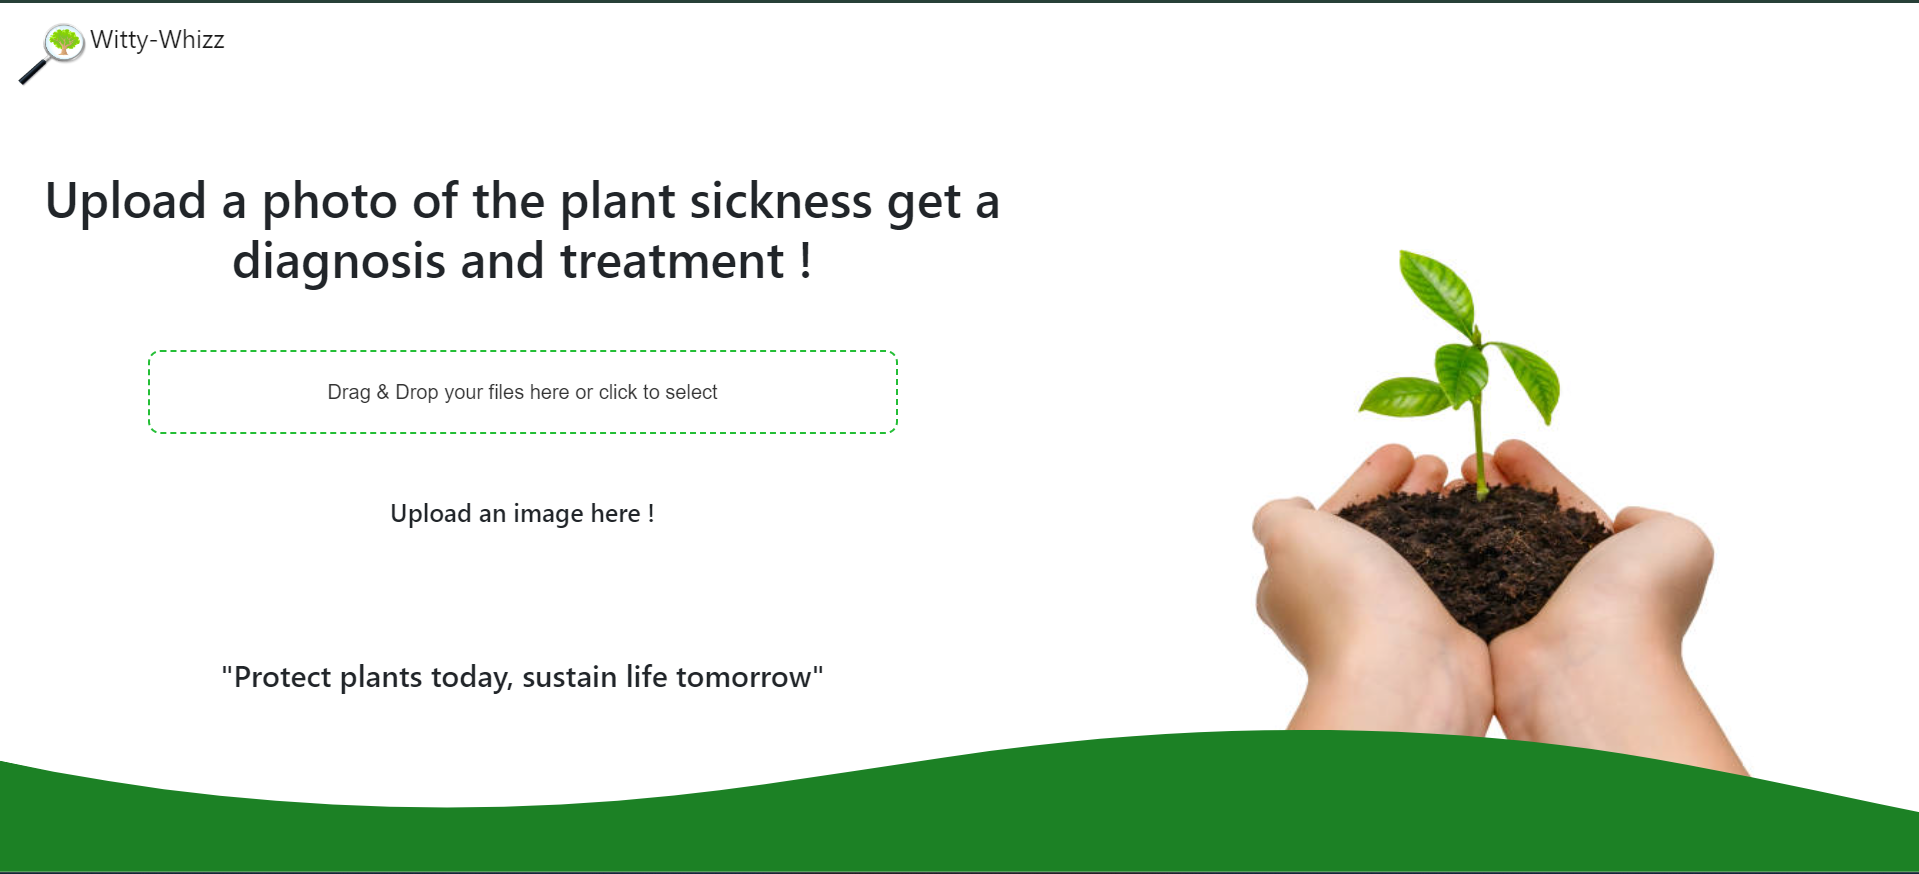 Witty-Whizz
Upload a photo of the plant sickness get a
diagnosis and treatment !
Drag & Drop your files here or click to select
Upload an image here !
"Protect plants today, sustain life tomorrow"